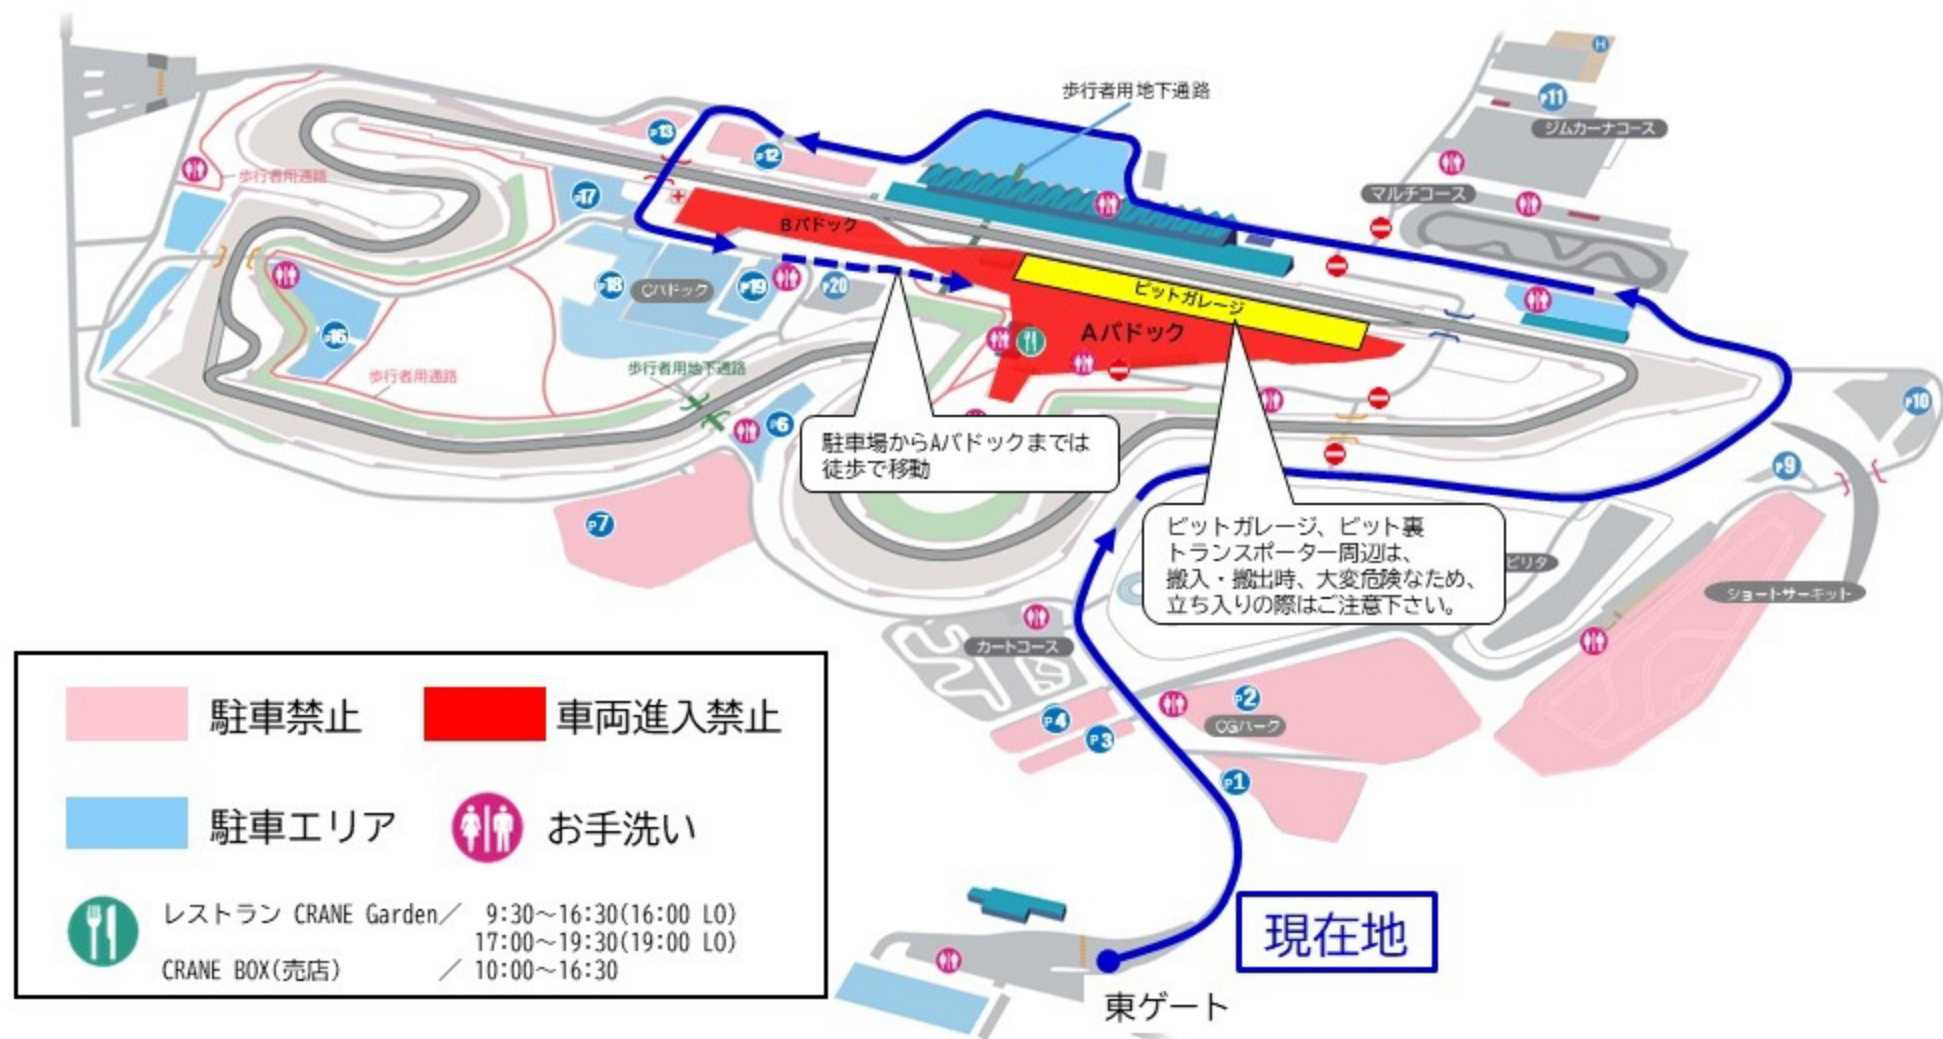 歩行者用地下通路
P11
ジムカーナコース
P13
P12
マルチコース
歩行者用通路
P17
Bパドック
P18
Cパドック
P19
P20
ピットガレージ
Aパドック
P16
歩行者用通路
歩行者用地下通路
P6
P10
P9
駐車場からAパドックまでは
徒歩で移動
P7
ピットガレージ、ピット裏
トランスポーター周辺は、
搬入・搬出時、大変危険なため、
立ち入りの際はご注意下さい。
ビリタ
ショートサーキット
カートコース
P2
P4
CGパーク
P3
P1
駐車禁止
車両進入禁止
駐車エリア
お手洗い
レストラン CRANE Garden／ 9:30～16:30(16:00 LO)
17:00～19:30(19:00 LO)
CRANE BOX(売店) ／ 10:00～16:30
現在地
東ゲート
H